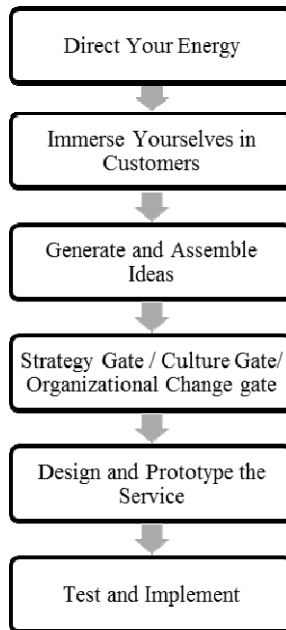 Direct Your Energy
Immerse Yourselves in
Customers
Generate and Assemble
Ideas
Strategy Gate / Culture Gate/
Organizational Change gate
Design and Prototype the
Service
Test and Implement